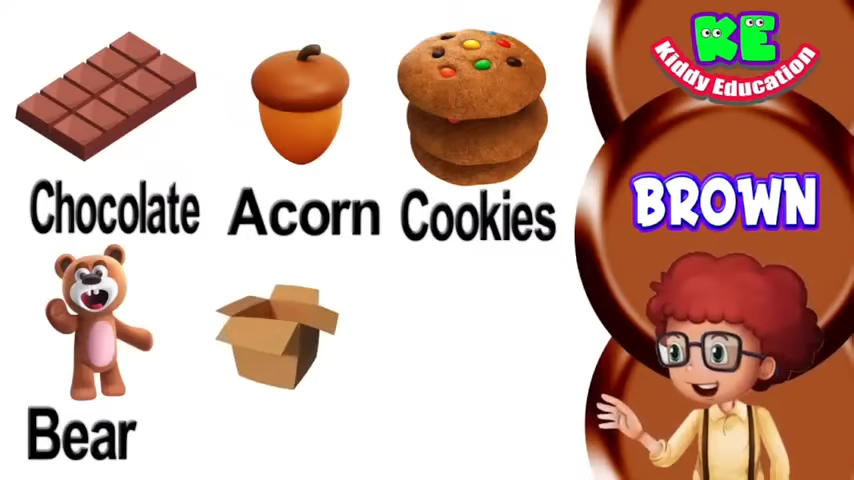 KE
Kiddy Education
Chocolate
Acorn
Cookies
BROWN
Bear